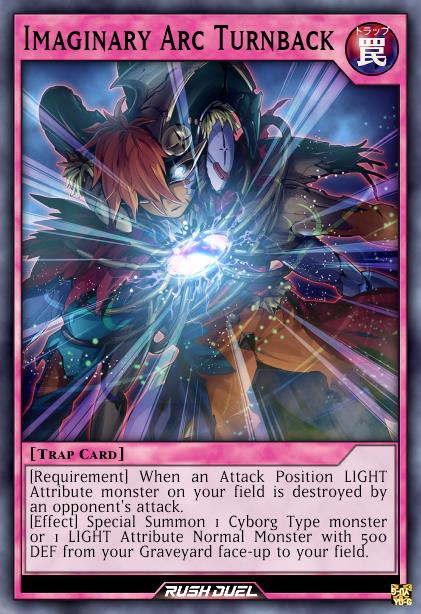 IMAGINARY ARC TURNBACK
トラップ
罠
[TRAP CARD]
[Requirement] When an Attack Position LIGHT
Attribute monster on your field is destroyed by
an opponent's attack.
[Effect] Special Summon 1 Cyborg Type monster
or 1 LIGHT Attribute Normal Monster with 500
DEF from your Graveyard face-up to your field.
RUSH DUEL